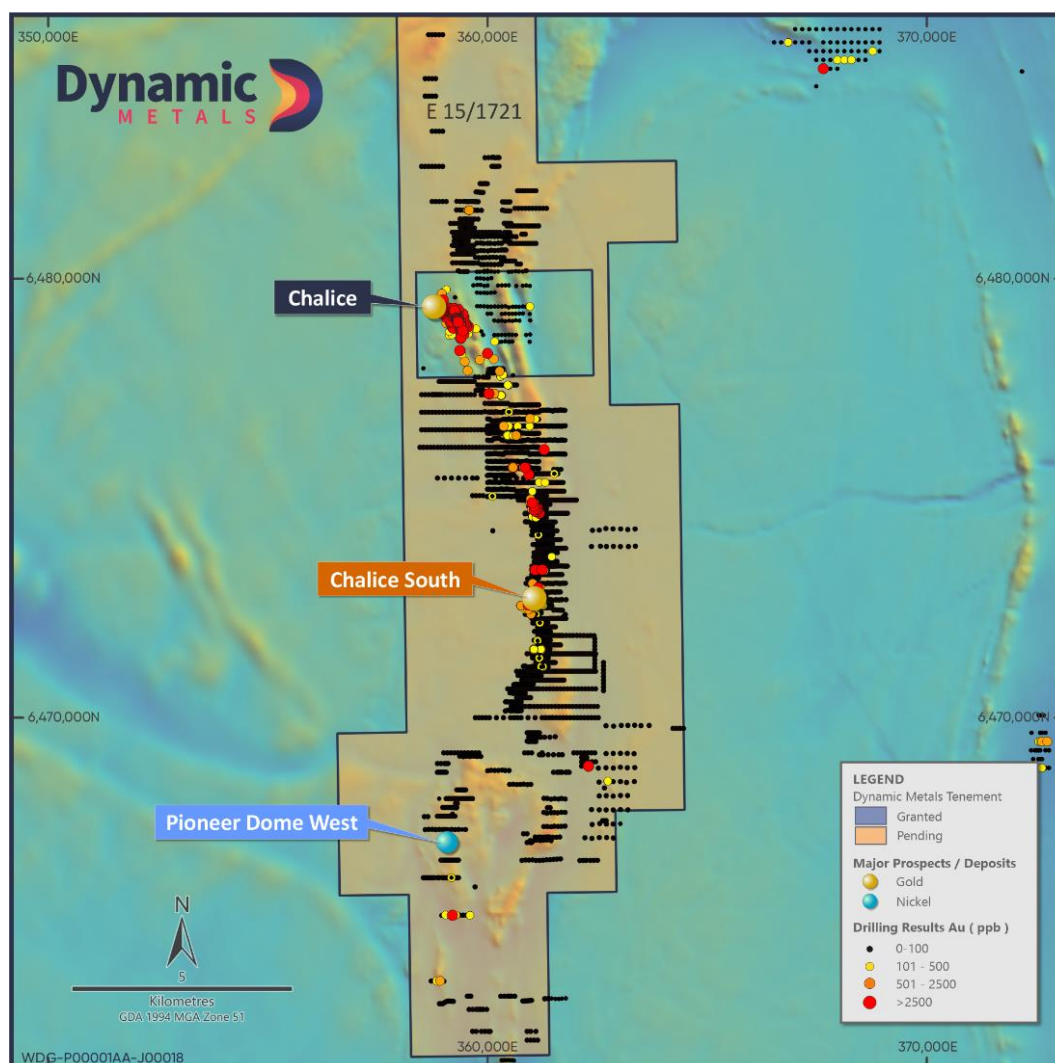 350,000E
360,000E
370,000E
Dynamic
METALS
E 15/1721
6,480,000N
6,480,000N
Chalice
Chalice South
6,470,000N
6,470,000N
Pioneer Dome West
LEGEND
Dynamic Metals Tenement
Granted
Pending
Major Prospects / Deposits
Gold
Nickel
Drilling Results Au ( ppb )
0-100
101 - 500
501 - 2500
>2500
N
5
Kilometres
GDA 1994 MGA Zone 51
WDG-P00001AA-J00018
360,000E
370,000E